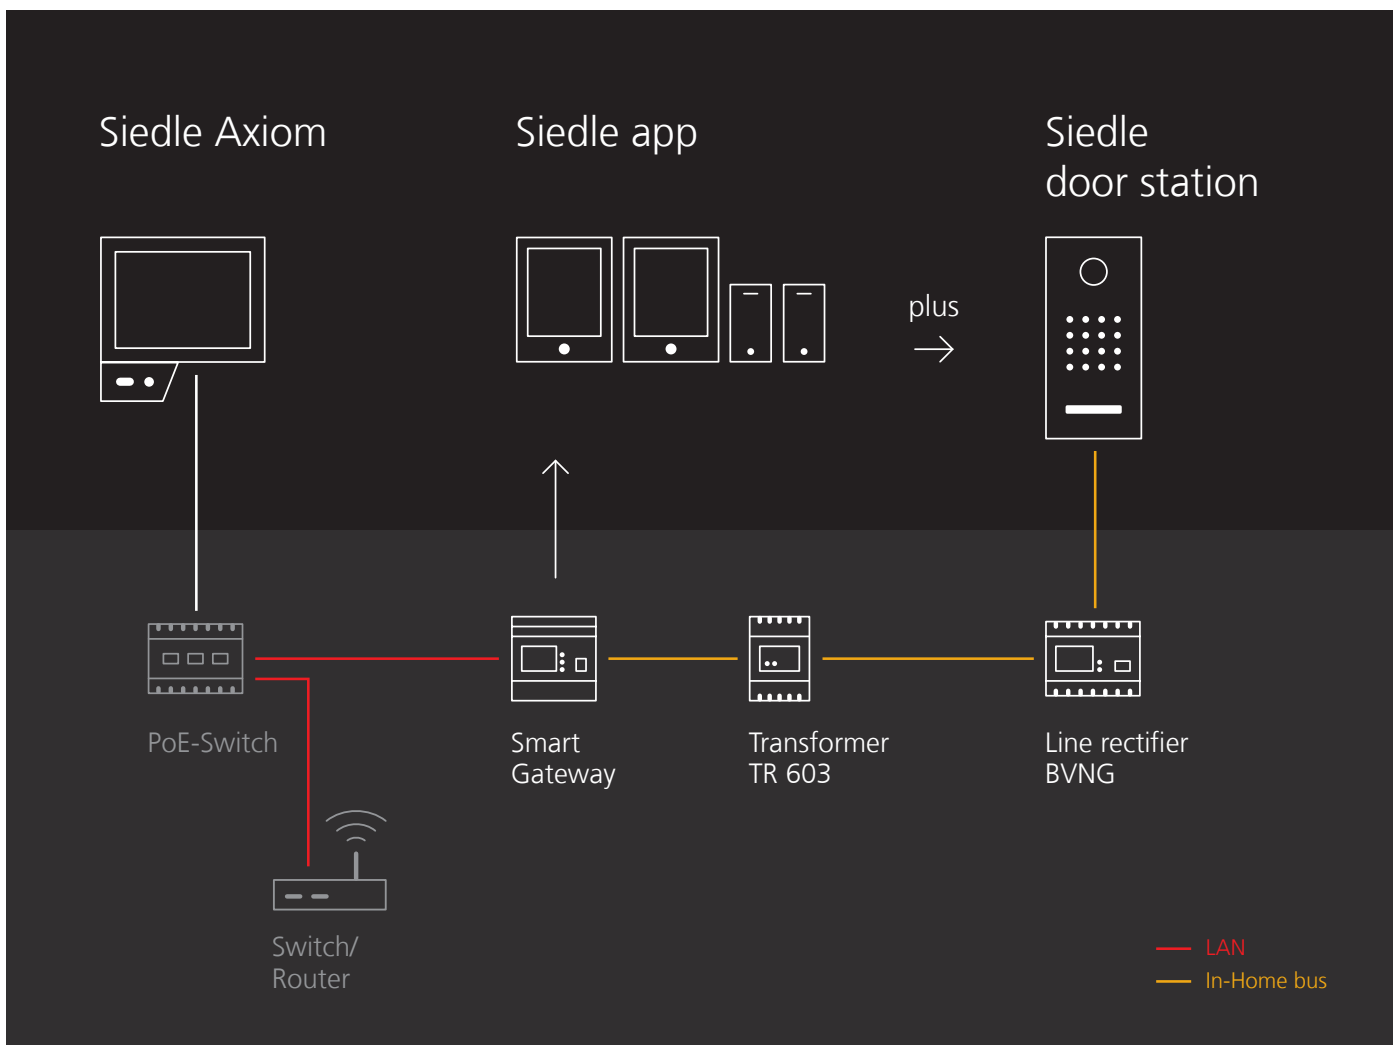 Siedle Axiom
Siedle app
Siedle
door station
plus
PoE-Switch
Smart
Gateway
Transformer
TR 603
Line rectifier
BVNG
Switch/
Router
LAN
In-Home bus